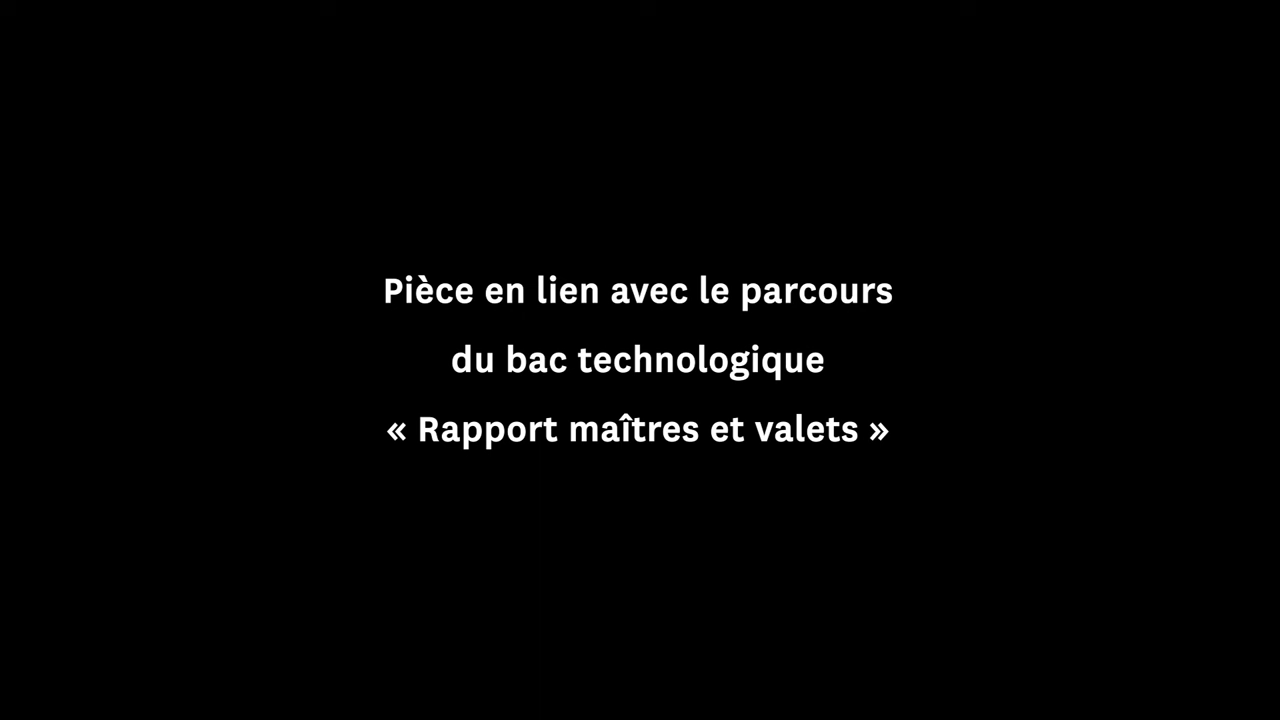 Pièce en lien avec le parcours
du bac technologique
« Rapport maîtres et valets »